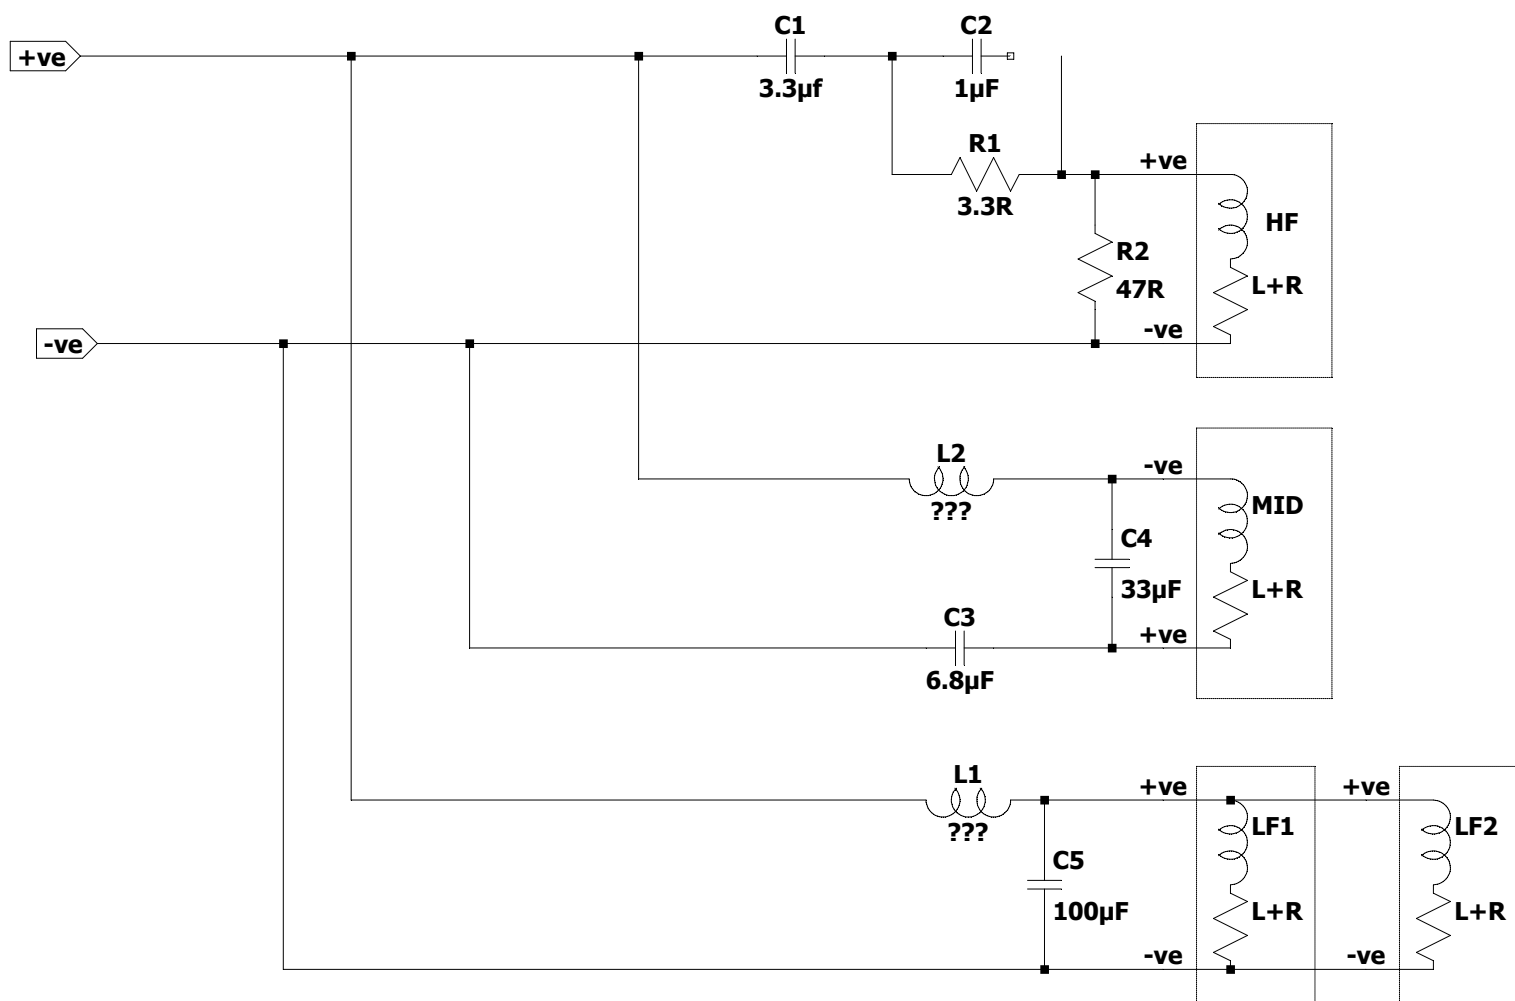 C1
C2
+ve
3.3µf
1µF
R1
+ve
3.3R
HF
R2
47R
L+R
-ve
-ve
L2
-ve
???
MID
C4
33µF
L+R
C3
+ve
6.8µF
L1
+ve
+ve
???
LF1
LF2
C5
100µF
L+R
L+R
-ve
-ve